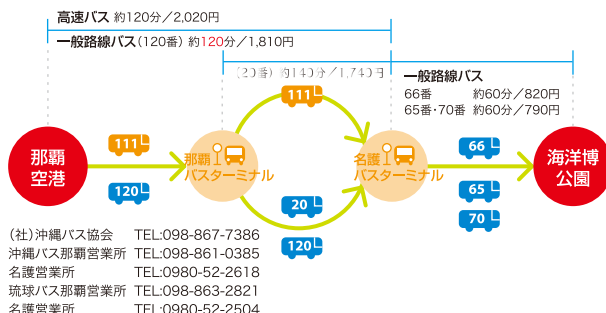 高速バス 約120分／2,020円
一般路線バス（120番）約120分／1,810円
（20番）約140分／1,740円
一般路線バス
66番 約60分／820円
65番・70番 約60分／790円
111
那覇
空港
111
120
那覇
バスターミナル
20
120
名護
バスターミナル
66
65
70
海洋博
公園
（社）沖縄バス協会 TEL:098-867-7386
沖縄バス那覇営業所 TEL:098-861-0385
名護営業所 TEL:0980-52-2618
琉球バス那覇営業所 TEL:098-863-2821
名護営業所 TEL:0980-52-2504